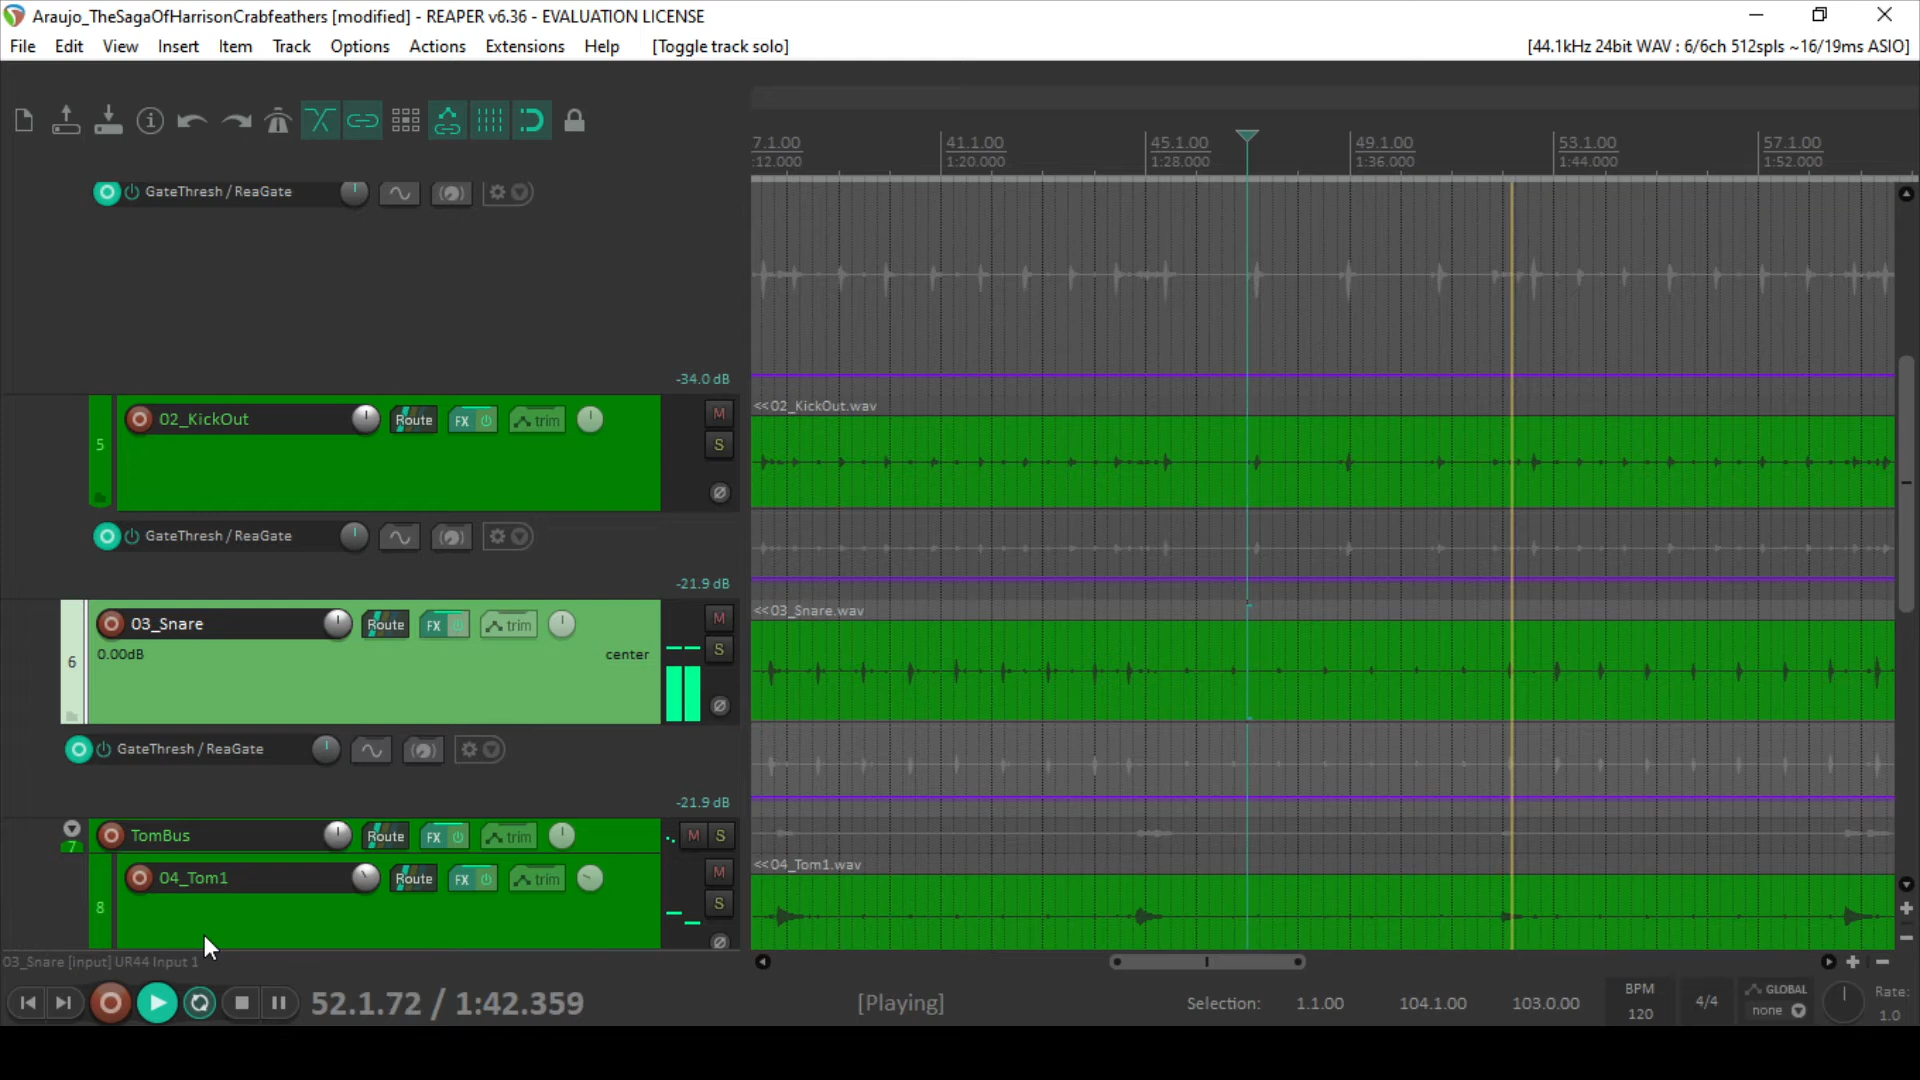 Araujo_TheSagaOfHarrisonCrabfeathers [modified] - REAPER v6.36 - EVALUATION LICENSE
File Edit View Insert Item Track Options Actions Extensions Help [Toggle track solo] [44.1kHz 24bit WAV : 6/6ch 512spls ~16/19ms ASIO]
7.1.00 41.1.00 45.1.00 49.1.00 53.1.00 57.1.00
:12.000 1:20.000 1:28.000 1:36.000 1:44.000 1:52.000
GateThresh / ReaGate
-34.0 dB
<<02_KickOut.wav
5 02_KickOut Route FX trim M
S
GateThresh / ReaGate
-21.9 dB
<<03_Snare.wav
03_Snare Route FX trim M
0.00dB center S
6
GateThresh / ReaGate
-21.9 dB
7 TomBus Route FX trim M S
<<04_Tom1.wav
04_Tom1 Route FX trim M
8 S
03_Snare [input] UR44 Input 1
52.1.72 / 1:42.359 [Playing] Selection: 1.1.00 104.1.00 103.0.00 BPM 120 4/4 GLOBAL none Rate: 1.0